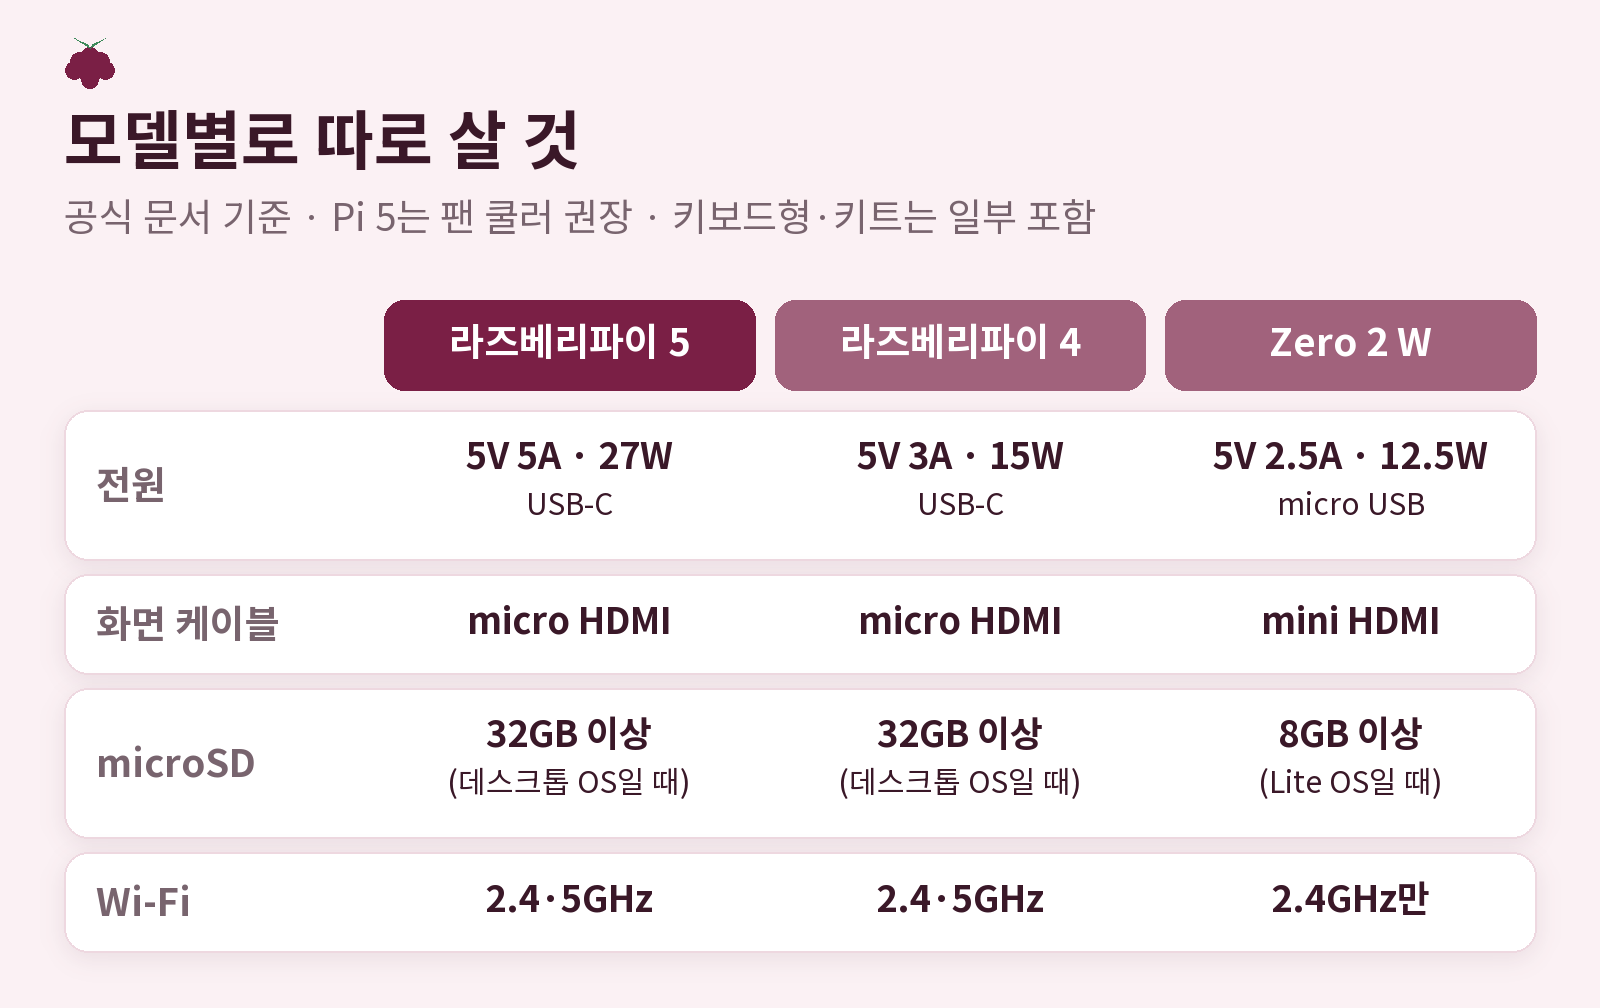 모델별로 따로 살 것
공식 문서 기준 · Pi 5는 팬 쿨러 권장 · 키보드형·키트는 일부 포함
라즈베리파이 5
라즈베리파이 4
Zero 2 W
전원
5V 5A · 27W
USB-C
5V 3A · 15W
USB-C
5V 2.5A · 12.5W
micro USB
화면 케이블
micro HDMI
micro HDMI
mini HDMI
microSD
32GB 이상
(데스크톱 OS일 때)
32GB 이상
(데스크톱 OS일 때)
8GB 이상
(Lite OS일 때)
Wi-Fi
2.4·5GHz
2.4·5GHz
2.4GHz만